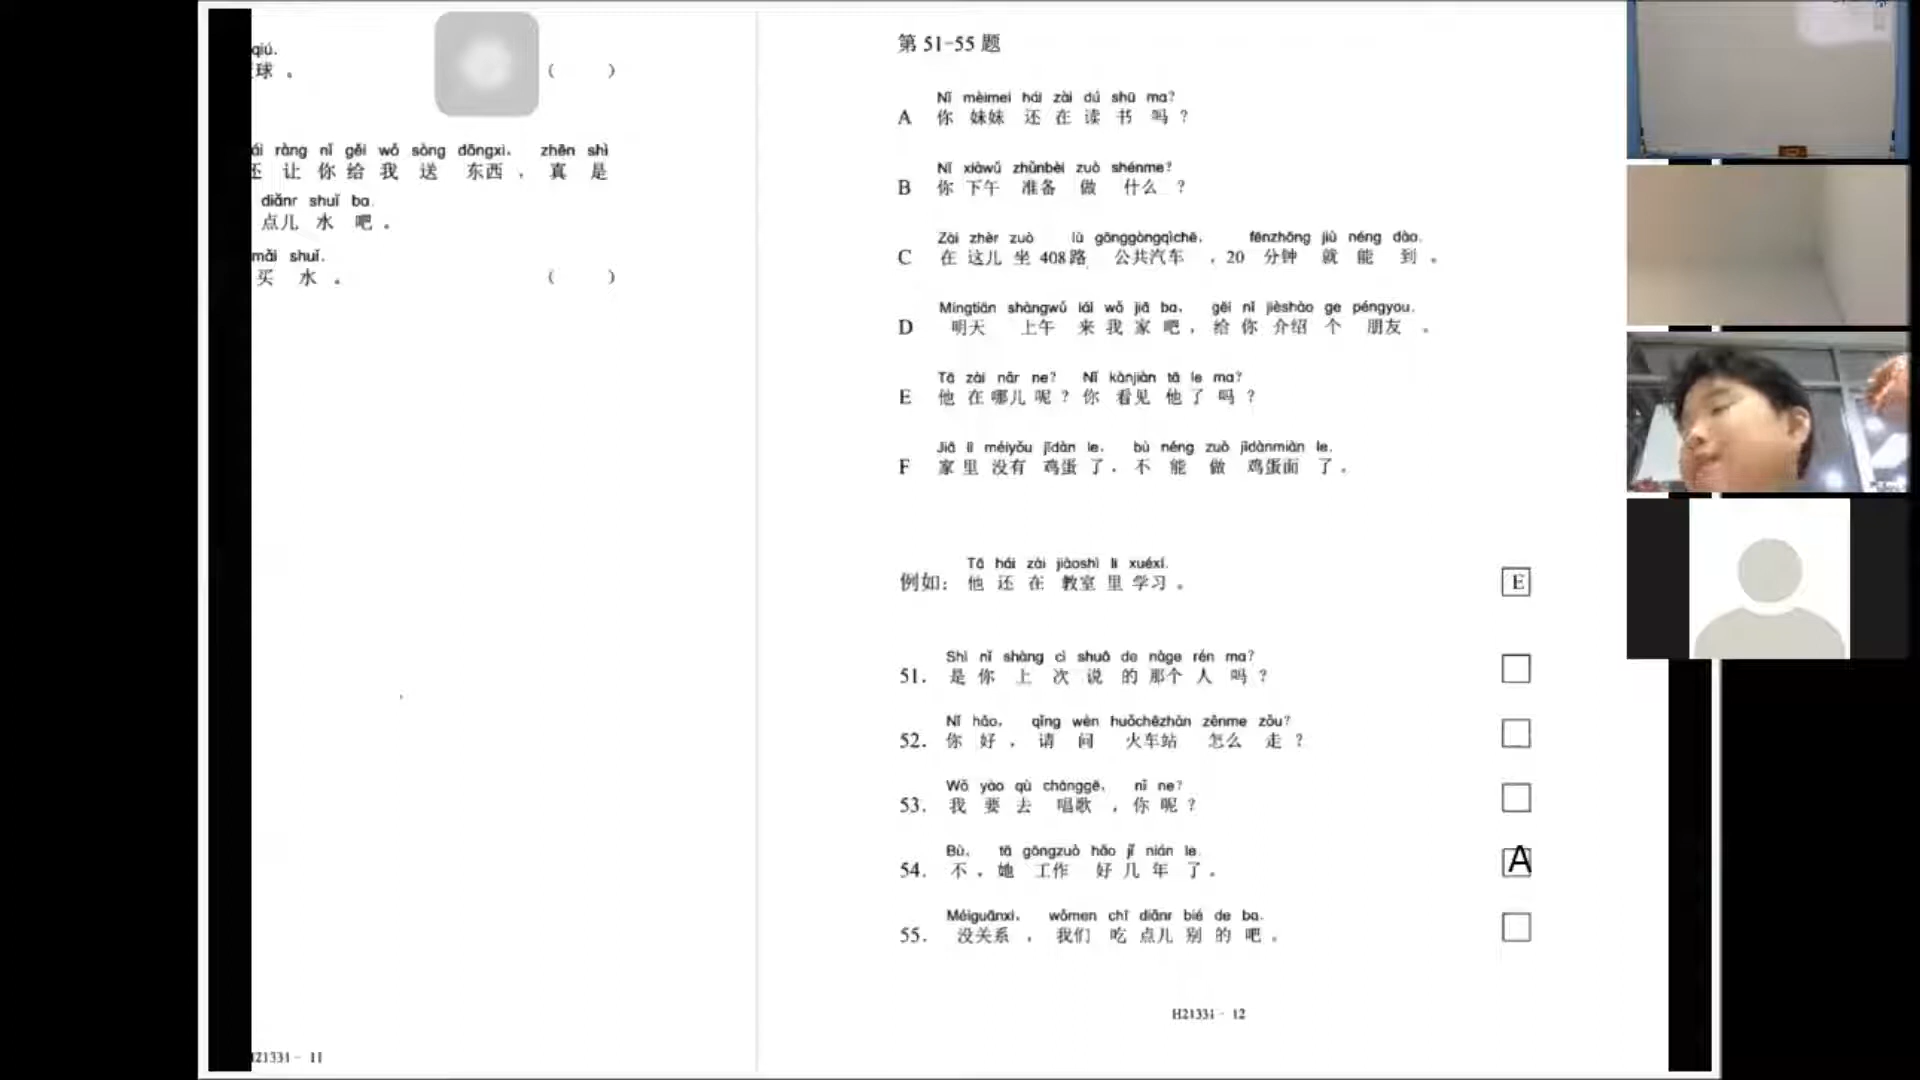 qiú.
球 。 ( )
ái ràng nǐ gěi wǒ sòng dōngxi, zhēn shì
还 让 你 给 我 送 东西 , 真 是
diǎnr shuǐ ba.
点儿 水 吧 。
mǎi shuǐ.
买 水 。 ( )
H21331 - 11
第 51-55 题
Nǐ mèimei hái zài dú shū ma?
A 你 妹妹 还 在 读 书 吗 ?
Nǐ xiàwǔ zhǔnbèi zuò shénme?
B 你 下午 准备 做 什么 ?
Zài zhèr zuò lù gōnggòngqìchē, fēnzhōng jiù néng dào.
C 在 这儿 坐 408 路 公共汽车 , 20 分钟 就 能 到 。
Míngtiān shàngwǔ lái wǒ jiā ba, gěi nǐ jièshào ge péngyou.
D 明天 上午 来 我 家 吧 , 给 你 介绍 个 朋友 。
Tā zài nǎr ne? Nǐ kànjiàn tā le ma?
E 他 在 哪儿 呢 ? 你 看见 他 了 吗 ?
Jiā li méiyǒu jīdàn le, bù néng zuò jīdànmiàn le.
F 家 里 没有 鸡蛋 了 , 不 能 做 鸡蛋面 了 。
Tā hái zài jiàoshì li xuéxí.
例如: 他 还 在 教室 里 学习 。 E
Shì nǐ shàng cì shuō de nàge rén ma?
51. 是 你 上 次 说 的 那个 人 吗 ?
Nǐ hǎo, qǐng wèn huǒchēzhàn zěnme zǒu?
52. 你 好 , 请 问 火车站 怎么 走 ?
Wǒ yào qù chànggē, nǐ ne?
53. 我 要 去 唱歌 , 你 呢 ?
Bù, tā gōngzuò hǎo jǐ nián le.
54. 不 , 她 工作 好 几 年 了 。 A
Méiguānxi, wǒmen chī diǎnr bié de ba.
55. 没关系 , 我们 吃 点儿 别 的 吧 。
H21331 - 12